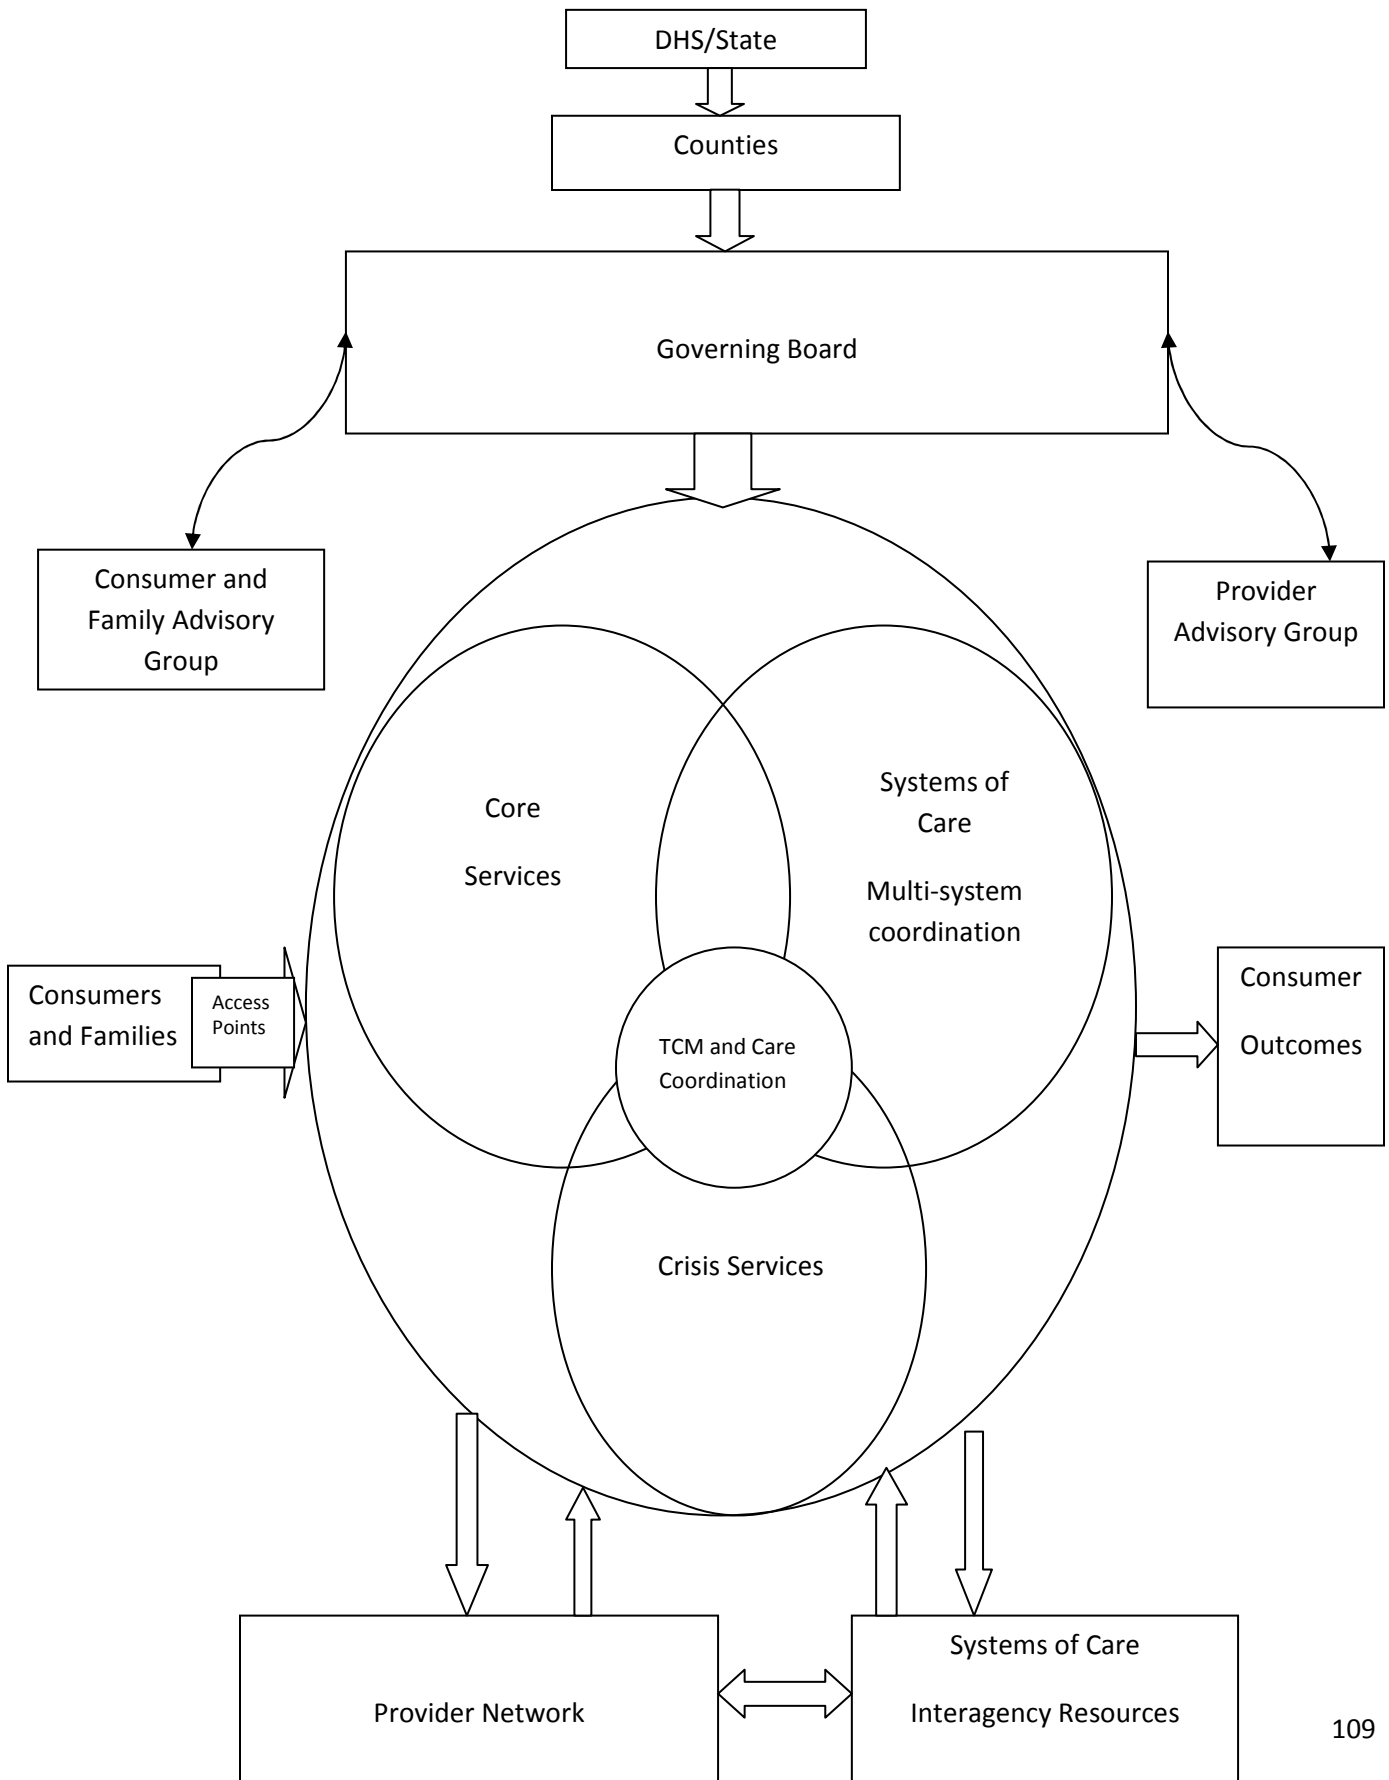 DHS/State
Counties
Governing Board
Consumer and
Family Advisory
Group
Provider
Advisory Group
Core
Services
Systems of
Care
Multi-system
coordination
Consumers
and Families
Access
Points
TCM and Care
Coordination
Consumer
Outcomes
Crisis Services
Provider Network
Systems of Care
Interagency Resources
109